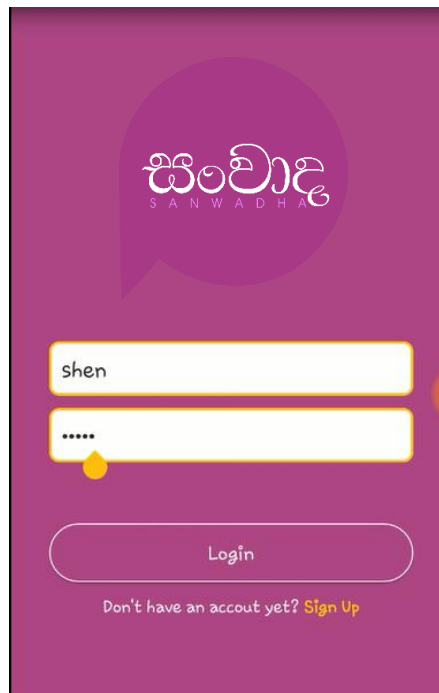 සංවාද
SANWADHA
shen
•••••
Login
Don't have an accout yet? Sign Up